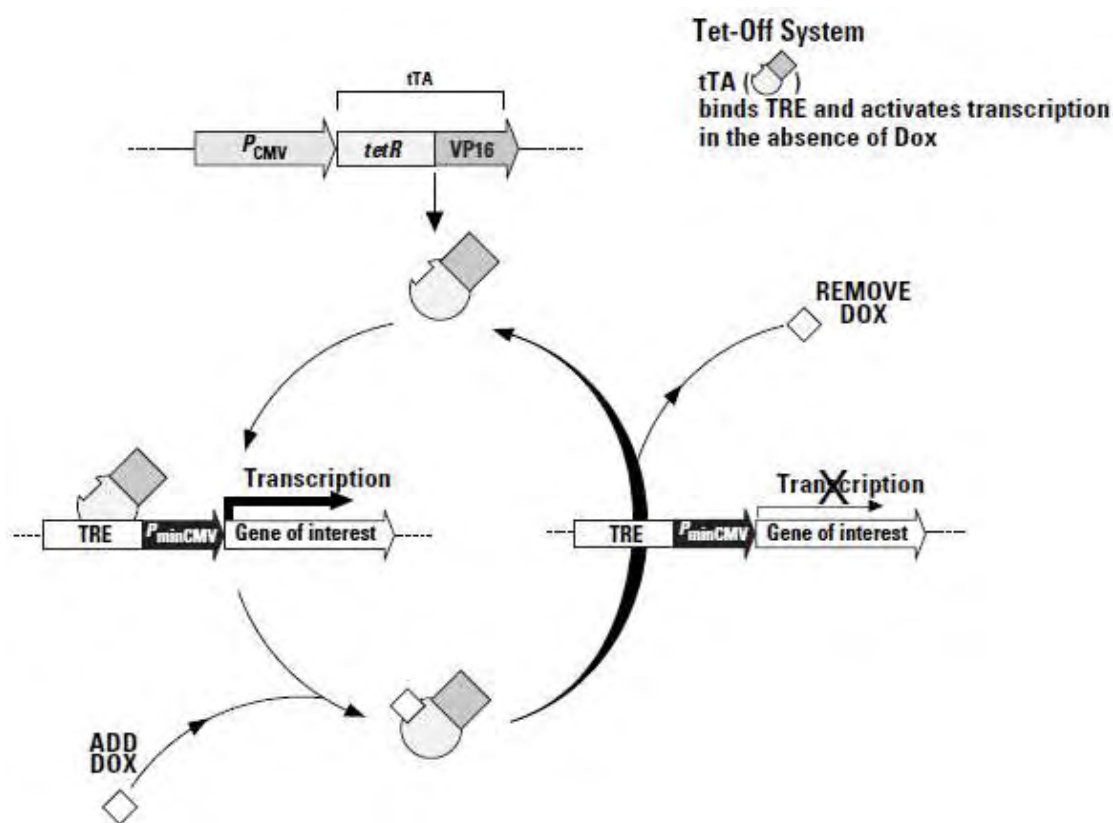 Tet-Off System
tTA ( )
binds TRE and activates transcription
in the absence of Dox
tTA
PCMV
tetR
VP16
REMOVE
DOX
Transcription
TRE
PminCMV
Gene of interest
Transcription
TRE
PminCMV
Gene of interest
ADD
DOX